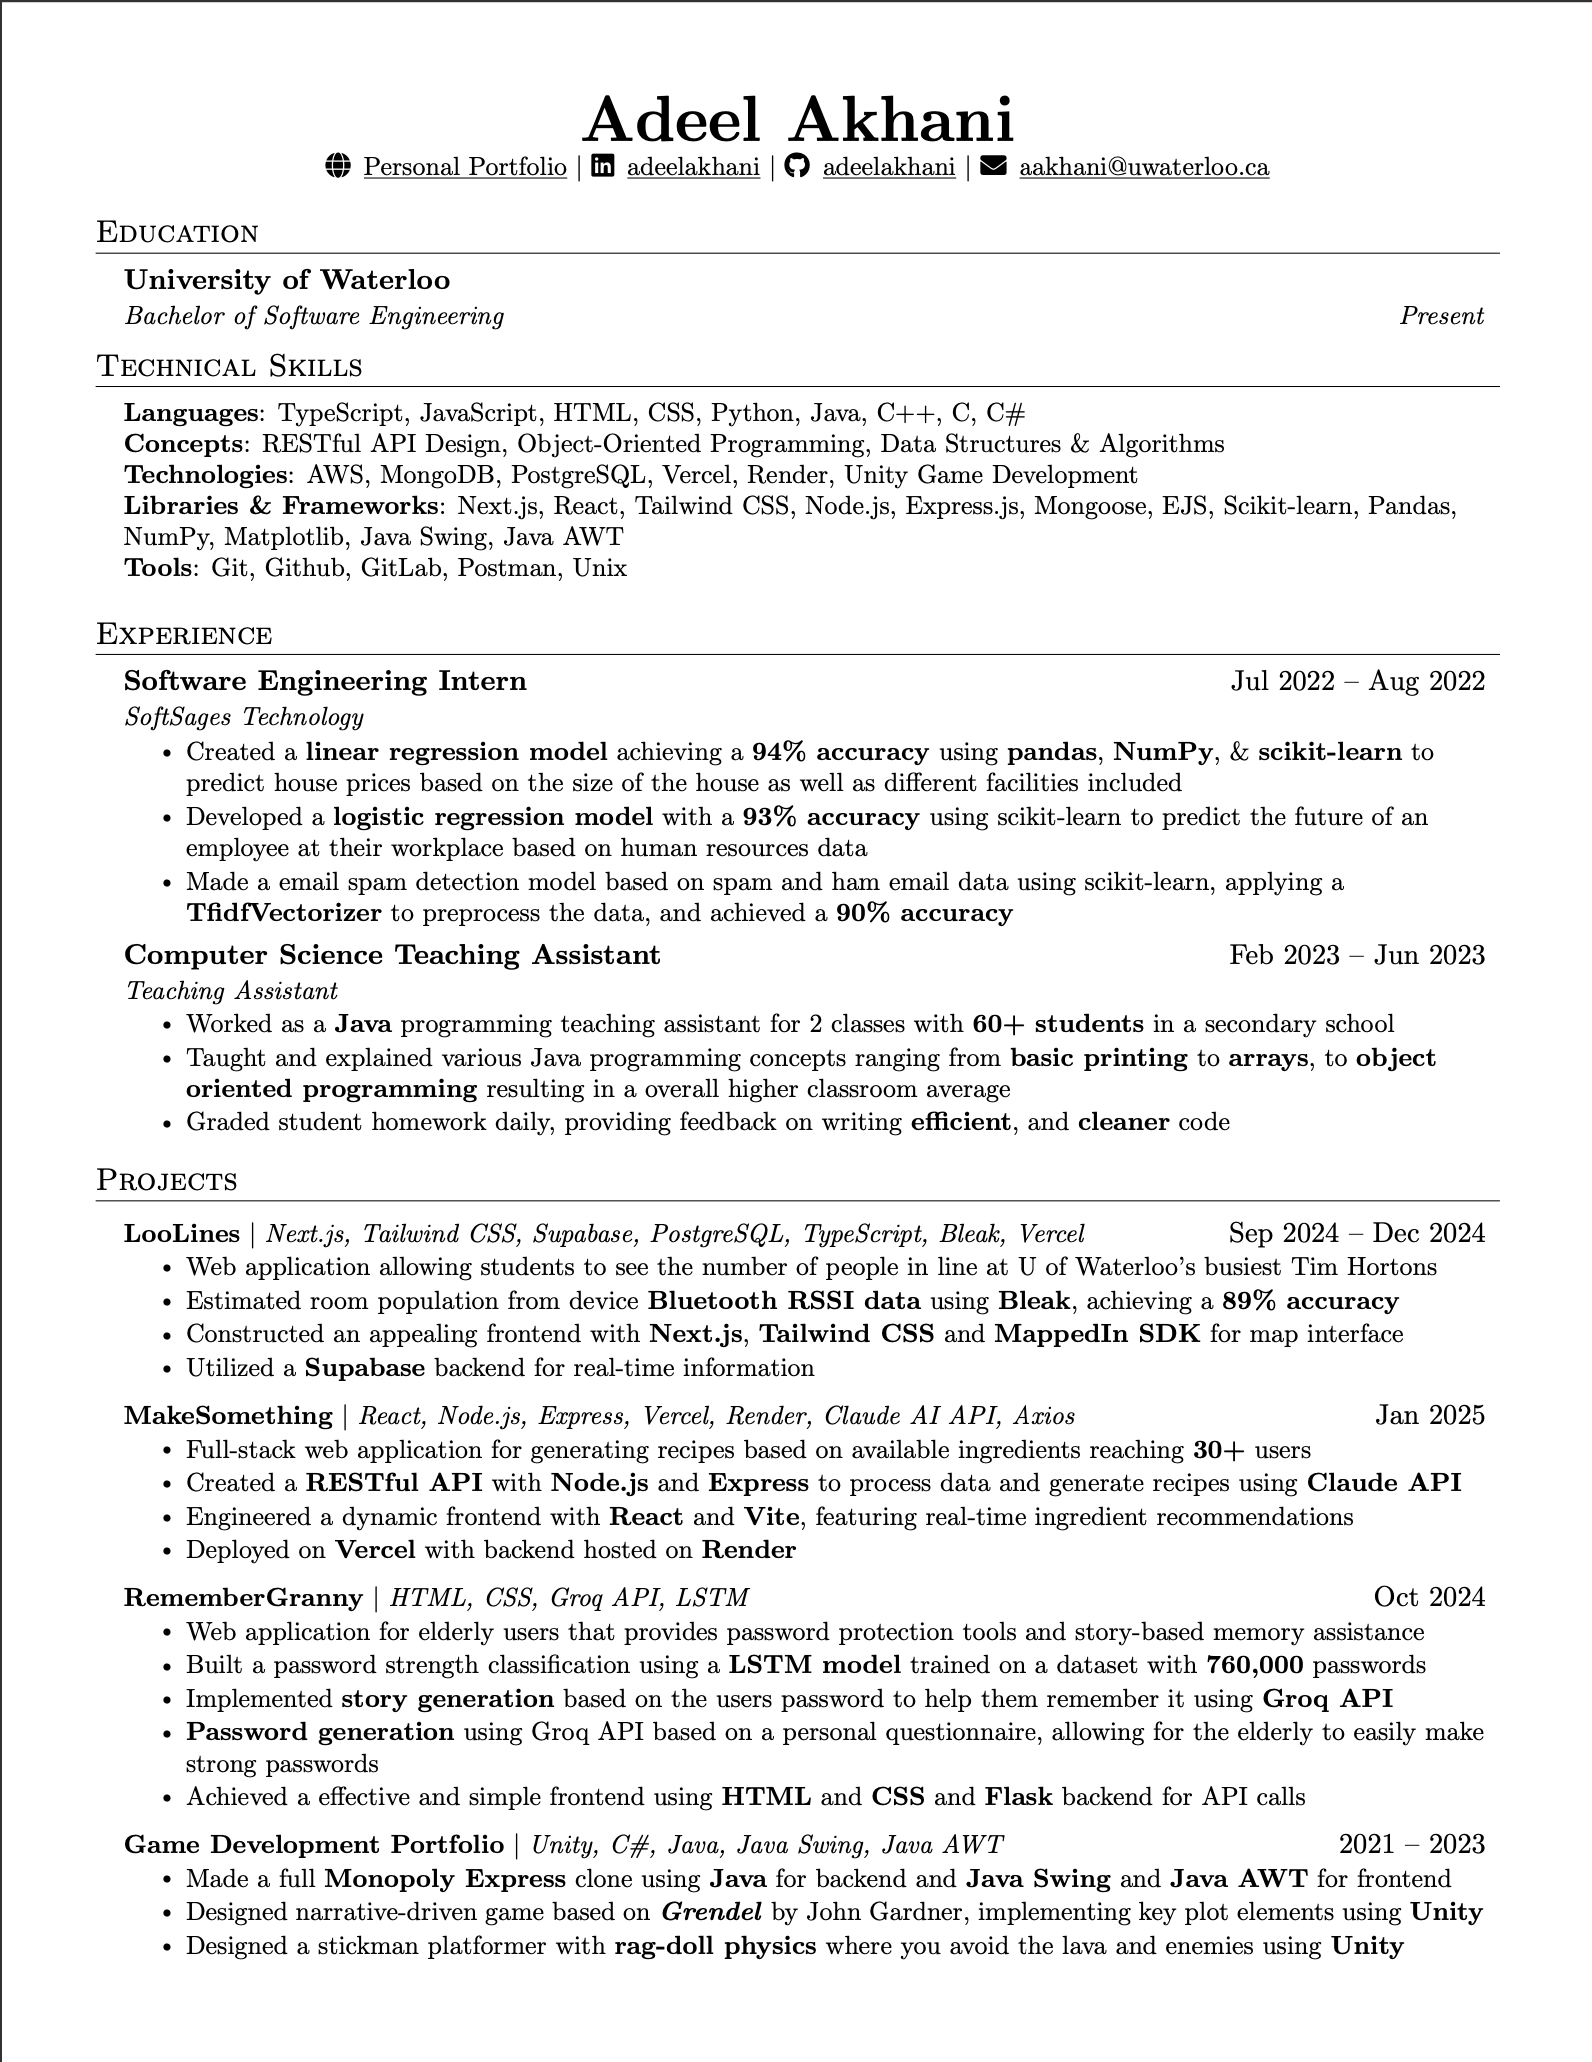 Adeel Akhani
Personal Portfolio | adeelakhani | adeelakhani | aakhani@uwaterloo.ca
Education
University of Waterloo
Bachelor of Software Engineering Present
Technical Skills
Languages: TypeScript, JavaScript, HTML, CSS, Python, Java, C++, C, C#
Concepts: RESTful API Design, Object-Oriented Programming, Data Structures & Algorithms
Technologies: AWS, MongoDB, PostgreSQL, Vercel, Render, Unity Game Development
Libraries & Frameworks: Next.js, React, Tailwind CSS, Node.js, Express.js, Mongoose, EJS, Scikit-learn, Pandas,
NumPy, Matplotlib, Java Swing, Java AWT
Tools: Git, Github, GitLab, Postman, Unix
Experience
Software Engineering Intern Jul 2022 – Aug 2022
SoftSages Technology
• Created a linear regression model achieving a 94% accuracy using pandas, NumPy, & scikit-learn to
predict house prices based on the size of the house as well as different facilities included
• Developed a logistic regression model with a 93% accuracy using scikit-learn to predict the future of an
employee at their workplace based on human resources data
• Made a email spam detection model based on spam and ham email data using scikit-learn, applying a
TfidfVectorizer to preprocess the data, and achieved a 90% accuracy
Computer Science Teaching Assistant Feb 2023 – Jun 2023
Teaching Assistant
• Worked as a Java programming teaching assistant for 2 classes with 60+ students in a secondary school
• Taught and explained various Java programming concepts ranging from basic printing to arrays, to object
oriented programming resulting in a overall higher classroom average
• Graded student homework daily, providing feedback on writing efficient, and cleaner code
Projects
LooLines | Next.js, Tailwind CSS, Supabase, PostgreSQL, TypeScript, Bleak, Vercel Sep 2024 – Dec 2024
• Web application allowing students to see the number of people in line at U of Waterloo's busiest Tim Hortons
• Estimated room population from device Bluetooth RSSI data using Bleak, achieving a 89% accuracy
• Constructed an appealing frontend with Next.js, Tailwind CSS and MappedIn SDK for map interface
• Utilized a Supabase backend for real-time information
MakeSomething | React, Node.js, Express, Vercel, Render, Claude AI API, Axios Jan 2025
• Full-stack web application for generating recipes based on available ingredients reaching 30+ users
• Created a RESTful API with Node.js and Express to process data and generate recipes using Claude API
• Engineered a dynamic frontend with React and Vite, featuring real-time ingredient recommendations
• Deployed on Vercel with backend hosted on Render
RememberGranny | HTML, CSS, Groq API, LSTM Oct 2024
• Web application for elderly users that provides password protection tools and story-based memory assistance
• Built a password strength classification using a LSTM model trained on a dataset with 760,000 passwords
• Implemented story generation based on the users password to help them remember it using Groq API
• Password generation using Groq API based on a personal questionnaire, allowing for the elderly to easily make
strong passwords
• Achieved a effective and simple frontend using HTML and CSS and Flask backend for API calls
Game Development Portfolio | Unity, C#, Java, Java Swing, Java AWT 2021 – 2023
• Made a full Monopoly Express clone using Java for backend and Java Swing and Java AWT for frontend
• Designed narrative-driven game based on Grendel by John Gardner, implementing key plot elements using Unity
• Designed a stickman platformer with rag-doll physics where you avoid the lava and enemies using Unity